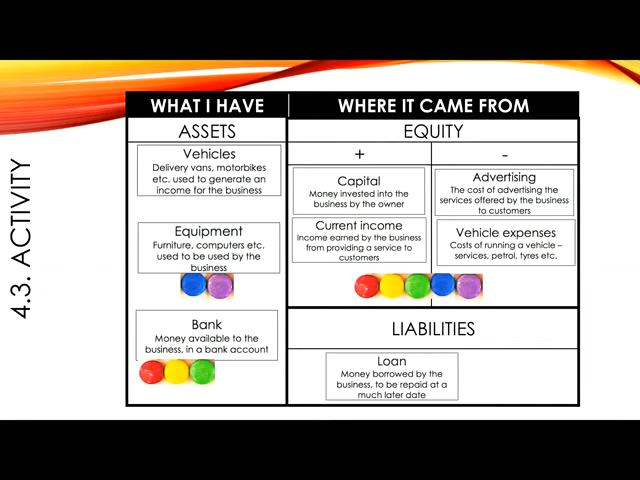 4.3. ACTIVITY
WHAT I HAVE
WHERE IT CAME FROM
ASSETS
EQUITY
+
-
Vehicles
Delivery vans, motorbikes
etc. used to generate an
income for the business
Capital
Money invested into the
business by the owner
Advertising
The cost of advertising the
services offered by the business
to customers
Equipment
Furniture, computers etc.
used to be used by the
business
Current income
Income earned by the business
from providing a service to
customers
Vehicle expenses
Costs of running a vehicle –
services, petrol, tyres etc.
Bank
Money available to the
business, in a bank account
LIABILITIES
Loan
Money borrowed by the
business, to be repaid at a
much later date